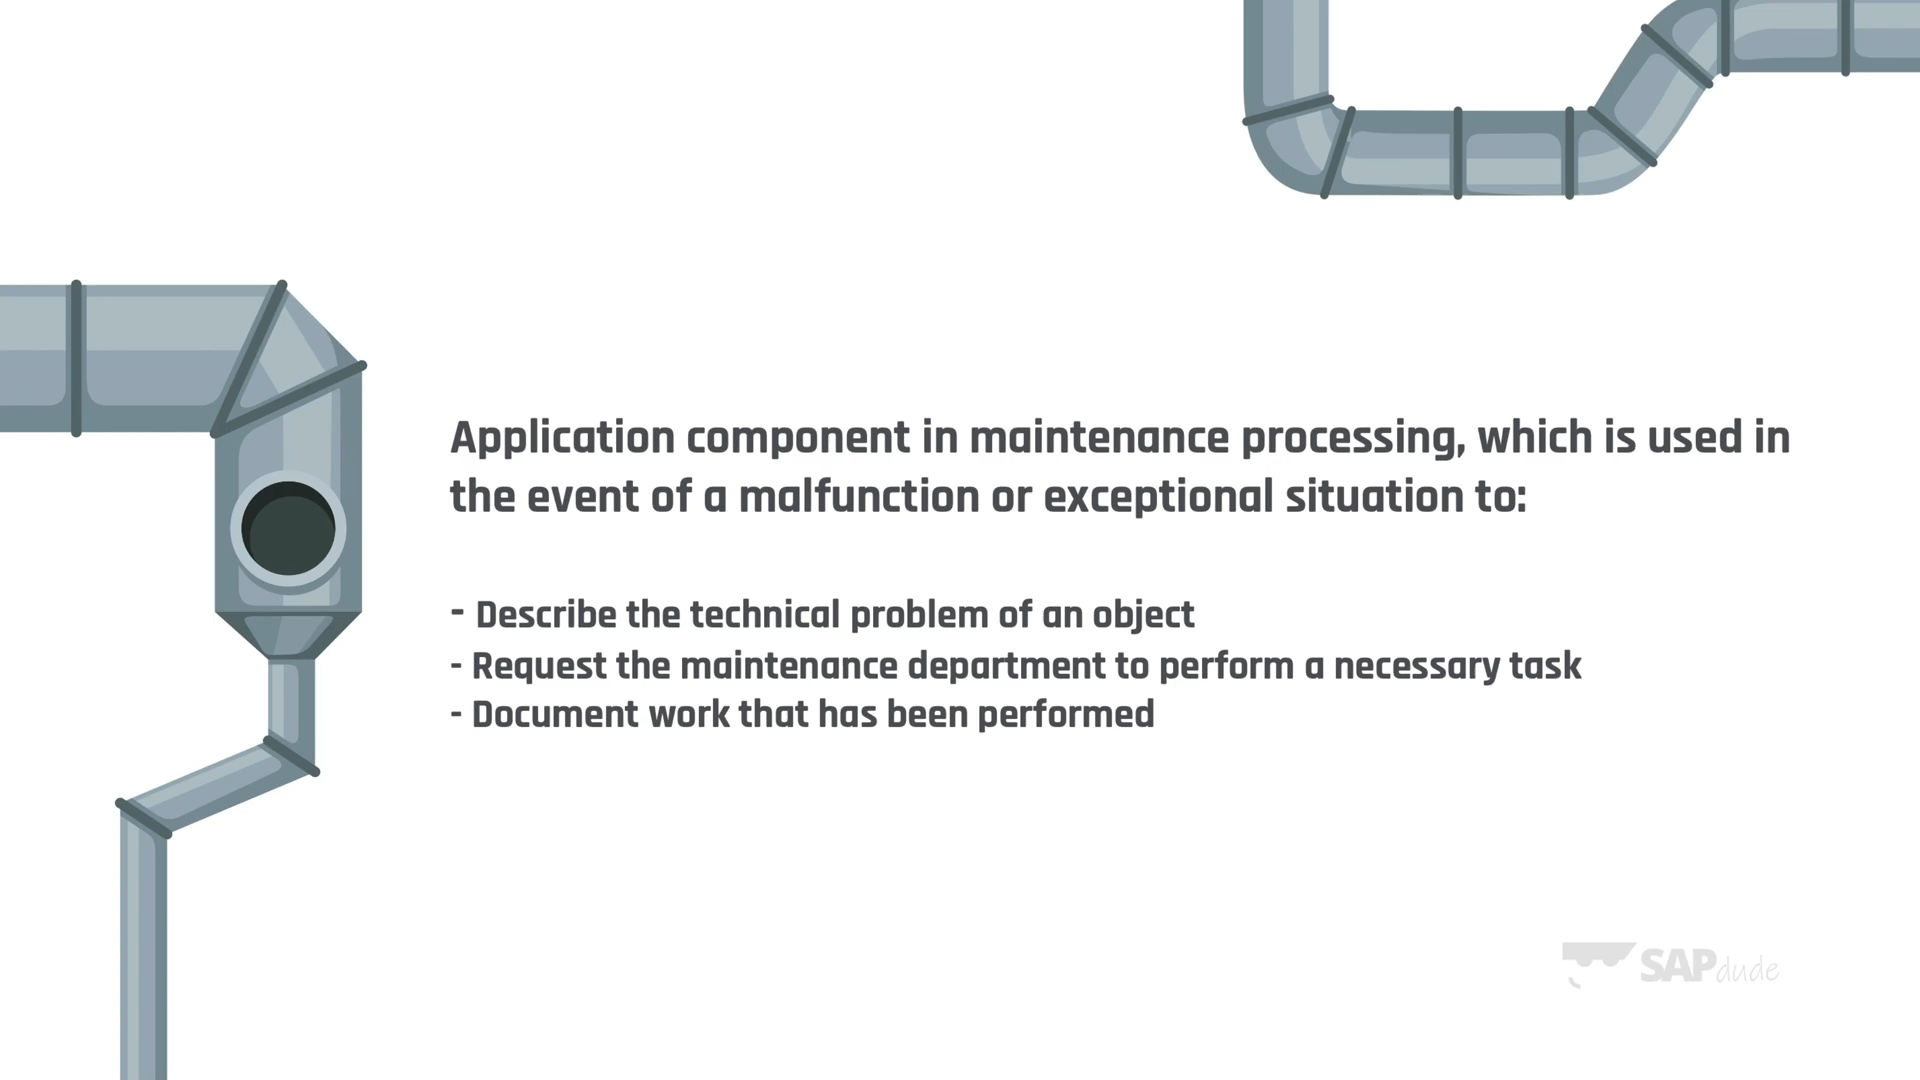 Application component in maintenance processing, which is used in
the event of a malfunction or exceptional situation to:
- Describe the technical problem of an object
- Request the maintenance department to perform a necessary task
- Document work that has been performed
SAPdude